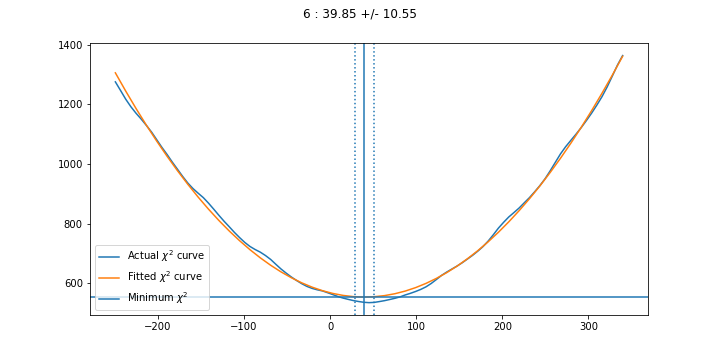 6 : 39.85 +/- 10.55
1400
1200
1000
800
600
Actual χ² curve
Fitted χ² curve
Minimum χ²
−200 −100 0 100 200 300